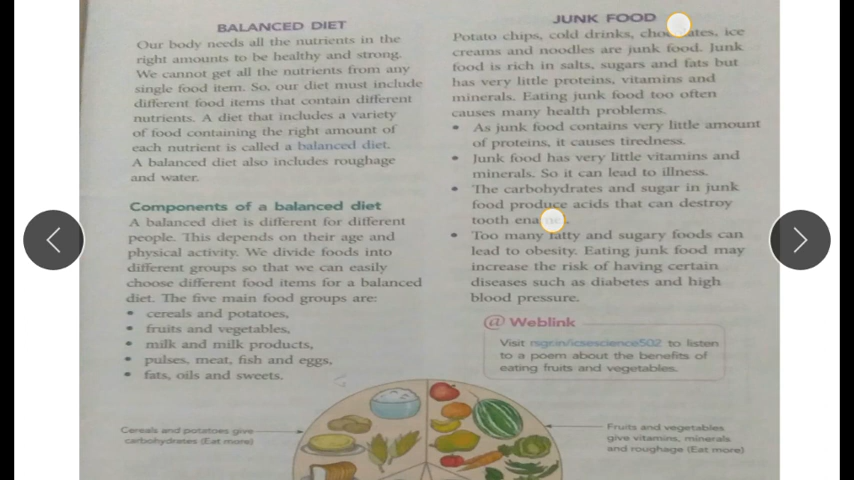 BALANCED DIET
Our body needs all the nutrients in the
right amounts to be healthy and strong.
We cannot get all the nutrients from any
single food item. So, our diet must include
different food items that contain different
nutrients. A diet that includes a variety
of food containing the right amount of
each nutrient is called a balanced diet.
A balanced diet also includes roughage
and water.
Components of a balanced diet
A balanced diet is different for different
people. This depends on their age and
physical activity. We divide foods into
different groups so that we can easily
choose different food items for a balanced
diet. The five main food groups are:
• cereals and potatoes,
• fruits and vegetables,
• milk and milk products,
• pulses, meat, fish and eggs,
• fats, oils and sweets.
Cereals and potatoes give
carbohydrates (Eat more)
JUNK FOOD
Potato chips, cold drinks, ice
creams and noodles are junk food. Junk
food is rich in salts, sugars and fats but
has very little proteins, vitamins and
minerals. Eating junk food too often
causes many health problems.
• As junk food contains very little amount
of proteins, it causes tiredness.
• Junk food has very little vitamins and
minerals. So it can lead to illness.
• The carbohydrates and sugar in junk
food produce acids that can destroy
tooth
• Too many fatty and sugary foods can
lead to obesity. Eating junk food may
increase the risk of having certain
diseases such as diabetes and high
blood pressure.
@ Weblink
Visit rsgr.in/icsescience502 to listen
to a poem about the benefits of
eating fruits and vegetables.
Fruits and vegetables
give vitamins, minerals
and roughage (Eat more)